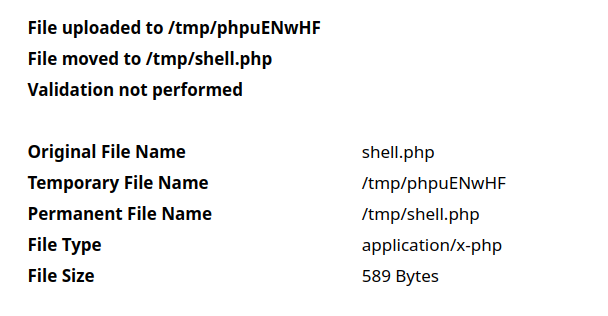 File uploaded to /tmp/phpuENwHF
File moved to /tmp/shell.php
Validation not performed
Original File Name shell.php
Temporary File Name /tmp/phpuENwHF
Permanent File Name /tmp/shell.php
File Type application/x-php
File Size 589 Bytes